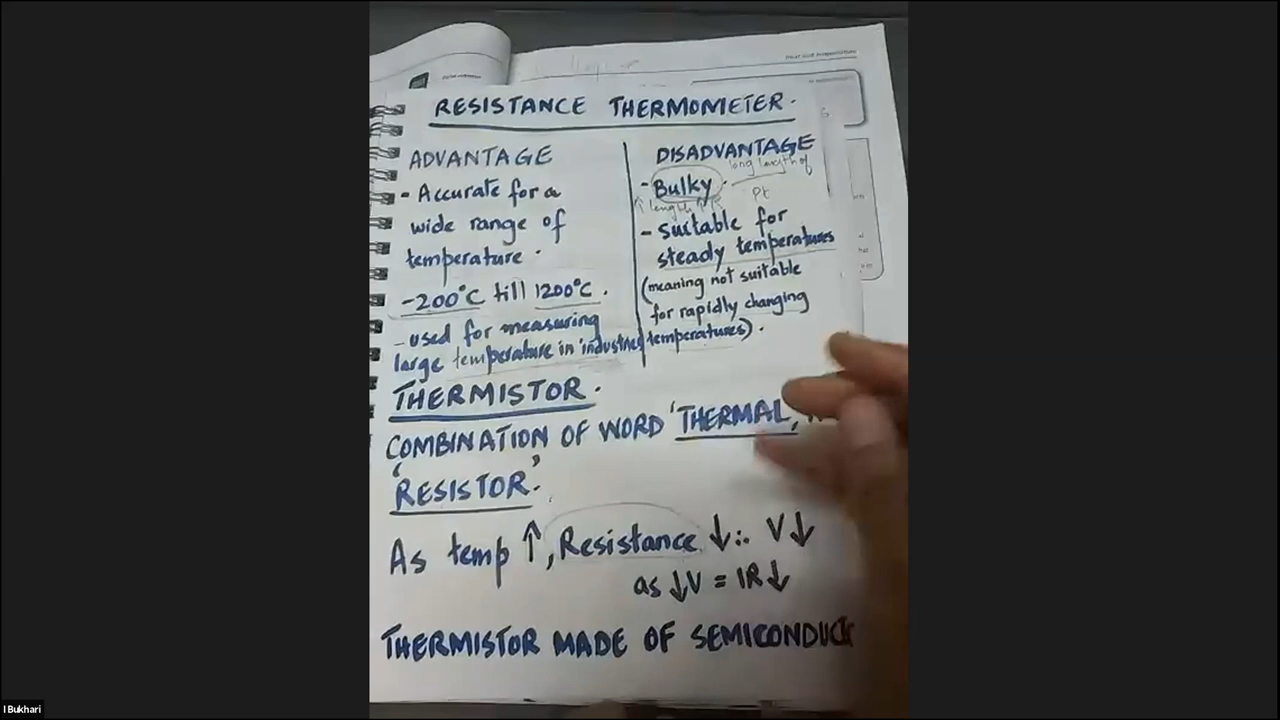 RESISTANCE THERMOMETER.
ADVANTAGE
- Accurate for a
wide range of
temperature.
-200°C till 1200°C.
- used for measuring
large temperature in industries
DISADVANTAGE
- Bulky. long length of
Pt
↑ length ↑ R
- suitable for
steady temperatures
(meaning not suitable
for rapidly changing
temperatures).
THERMISTOR.
COMBINATION OF WORD 'THERMAL,
'RESISTOR'.
As temp ↑, Resistance ↓ ∴ V↓
as ↓V = IR↓
THERMISTOR MADE OF SEMICONDUC
I Bukhari